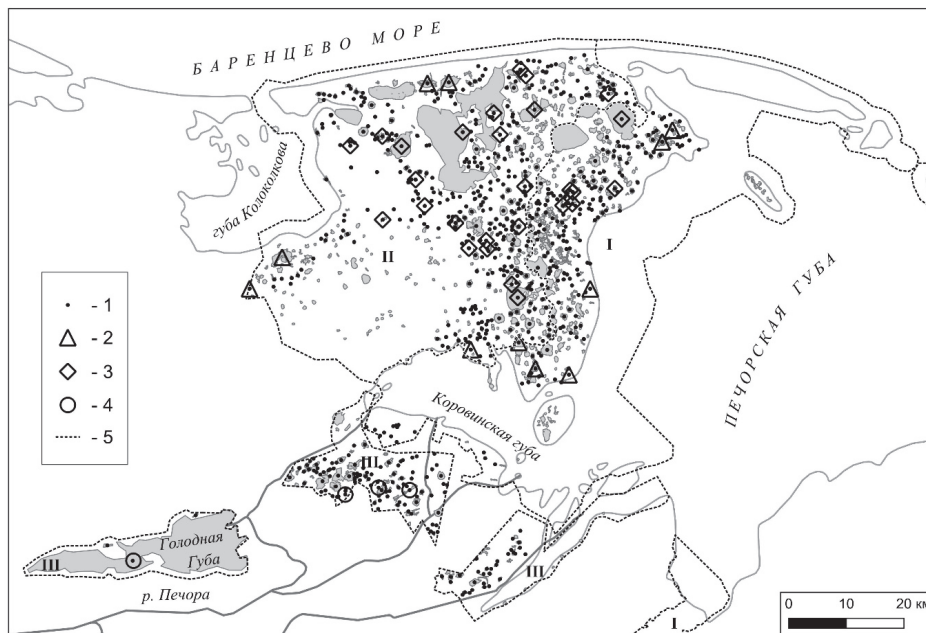 БАРЕНЦЕВО МОРЕ
губа Колоколкова
I
II
ПЕЧОРСКАЯ ГУБА
- 1
- 2
- 3
- 4
- 5
Коровинская губа
III
Голодная
Губа
III
III
р. Печора
I
0 10 20 км